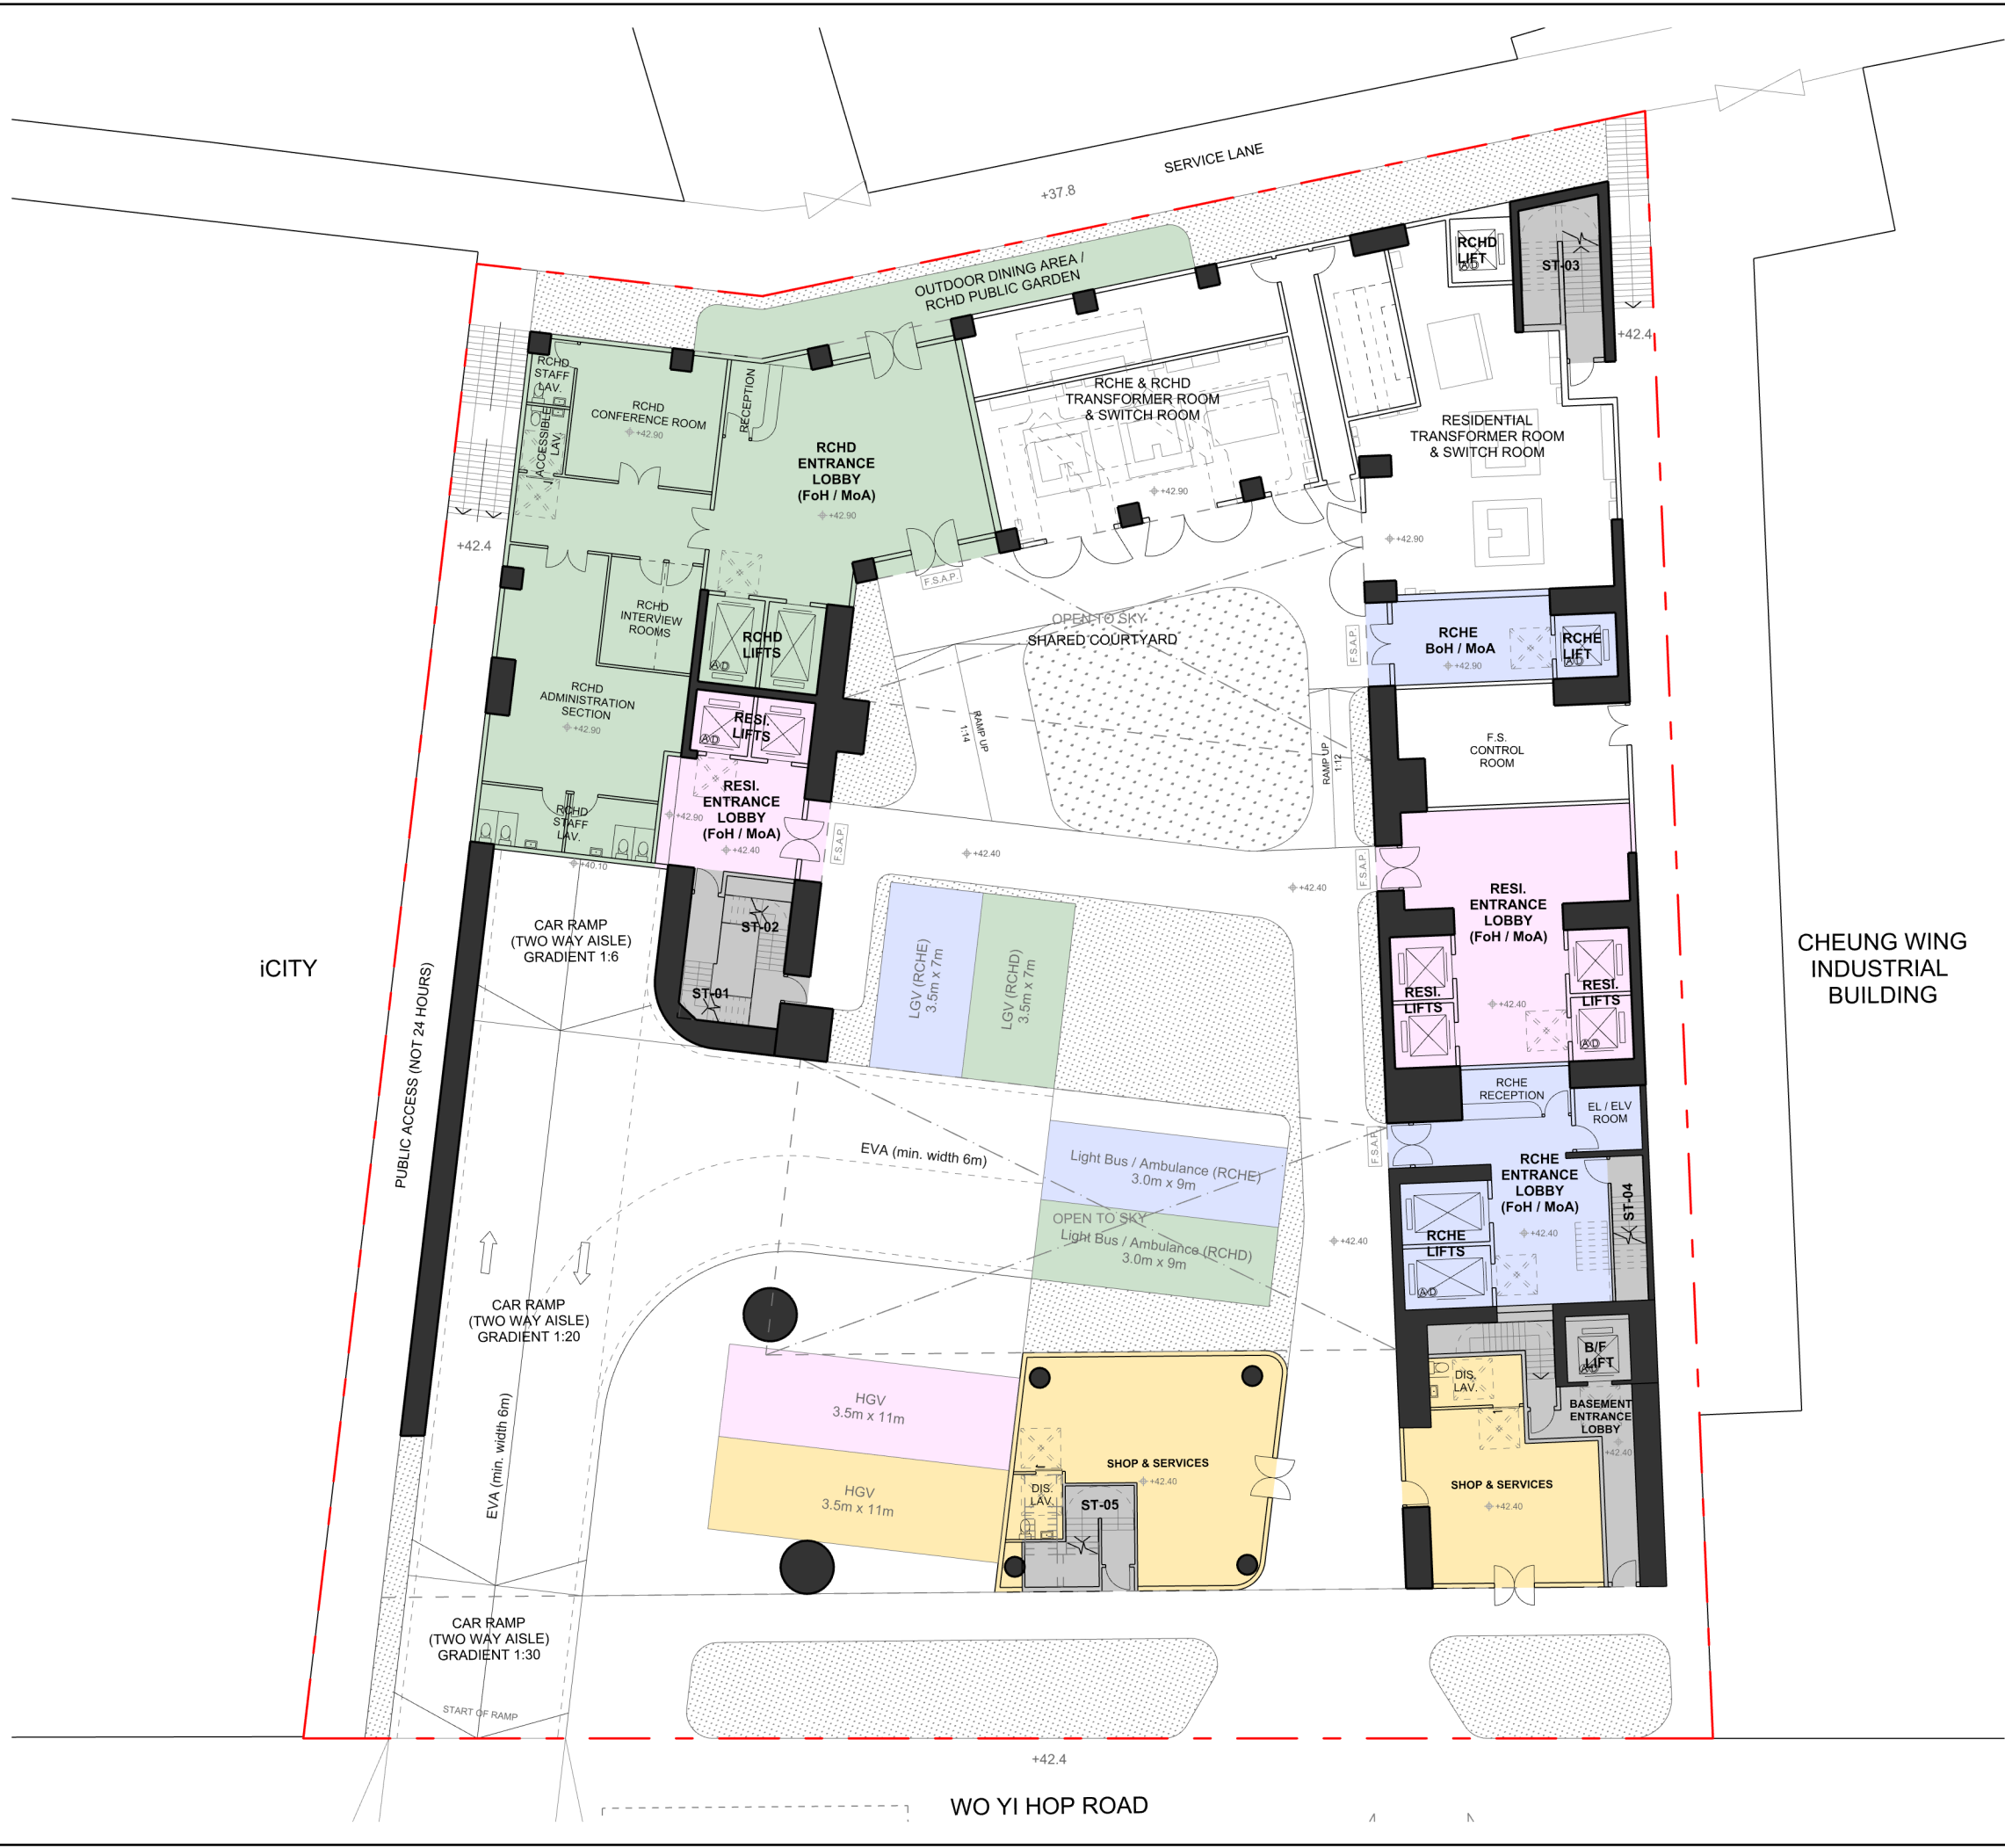 SERVICE LANE
+37.8
OUTDOOR DINING AREA /
RCHD PUBLIC GARDEN
RCHD
LIFT
AD
ST-03
+42.4
RCHD
STAFF
LAV.
ACCESSIBLE
LAV.
RCHD
CONFERENCE ROOM
+42.90
RECEPTION
RCHD
ENTRANCE
LOBBY
(FoH / MoA)
+42.90
RCHE & RCHD
TRANSFORMER ROOM
& SWITCH ROOM
+42.90
RESIDENTIAL
TRANSFORMER ROOM
& SWITCH ROOM
+42.90
+42.4
F.S.A.P.
RCHD
INTERVIEW
ROOMS
RCHD
LIFTS
AD
OPEN TO SKY
SHARED COURTYARD
F.S.A.P.
RCHE
BoH / MoA
+42.90
RCHE
LIFT
AD
RCHD
ADMINISTRATION
SECTION
+42.90
RESI.
LIFTS
AD
RAMP UP
1:14
RAMP UP
1:12
F.S.
CONTROL
ROOM
RESI.
ENTRANCE
LOBBY
(FoH / MoA)
+42.90
+42.40
RCHD
STAFF
LAV.
+40.10
F.S.A.P.
+42.40
+42.40
F.S.A.P.
RESI.
ENTRANCE
LOBBY
(FoH / MoA)
+42.40
RESI.
LIFTS
RESI.
LIFTS
AD
iCITY
PUBLIC ACCESS (NOT 24 HOURS)
CAR RAMP
(TWO WAY AISLE)
GRADIENT 1:6
ST-02
ST-01
LGV (RCHE)
3.5m x 7m
LGV (RCHD)
3.5m x 7m
CHEUNG WING
INDUSTRIAL
BUILDING
RCHE
RECEPTION
EL / ELV
ROOM
F.S.A.P.
EVA (min. width 6m)
Light Bus / Ambulance (RCHE)
3.0m x 9m
OPEN TO SKY
Light Bus / Ambulance (RCHD)
3.0m x 9m
+42.40
RCHE
ENTRANCE
LOBBY
(FoH / MoA)
+42.40
ST-04
RCHE
LIFTS
AD
CAR RAMP
(TWO WAY AISLE)
GRADIENT 1:20
EVA (min. width 6m)
HGV
3.5m x 11m
HGV
3.5m x 11m
SHOP & SERVICES
+42.40
DIS.
LAV.
ST-05
DIS.
LAV.
B/F
LIFT
AD
BASEMENT
ENTRANCE
LOBBY
+42.40
SHOP & SERVICES
+42.40
CAR RAMP
(TWO WAY AISLE)
GRADIENT 1:30
START OF RAMP
+42.4
WO YI HOP ROAD